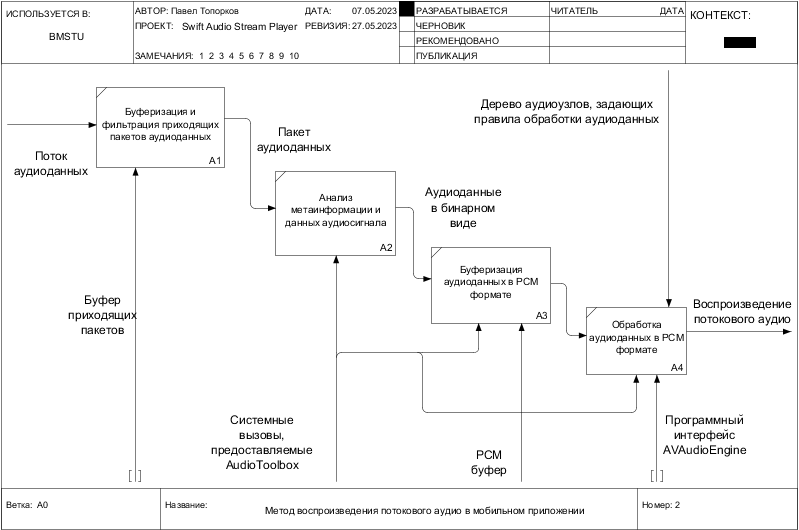 ИСПОЛЬЗУЕТСЯ В:
BMSTU
АВТОР: Павел Топорков
ДАТА: 07.05.2023
ПРОЕКТ: Swift Audio Stream Player
РЕВИЗИЯ: 27.05.2023
ЗАМЕЧАНИЯ: 1 2 3 4 5 6 7 8 9 10
РАЗРАБАТЫВАЕТСЯ
ЧЕРНОВИК
РЕКОМЕНДОВАНО
ПУБЛИКАЦИЯ
ЧИТАТЕЛЬ
ДАТА
КОНТЕКСТ:
Буферизация и
фильтрация приходящих
пакетов аудиоданных
A1
Поток
аудиоданных
Пакет
аудиоданных
Дерево аудиоузлов, задающих
правила обработки аудиоданных
Анализ
метаинформации и
данных аудиосигнала
A2
Аудиоданные
в бинарном
виде
Буферизация
аудиоданных в PCM
формате
A3
Буфер
приходящих
пакетов
Обработка
аудиоданных в PCM
формате
A4
Воспроизведение
потокового аудио
Системные
вызовы,
предоставляемые
AudioToolbox
PCM
буфер
Программный
интерфейс
AVAudioEngine
Ветка: A0
Название:
Метод воспроизведения потокового аудио в мобильном приложении
Номер: 2